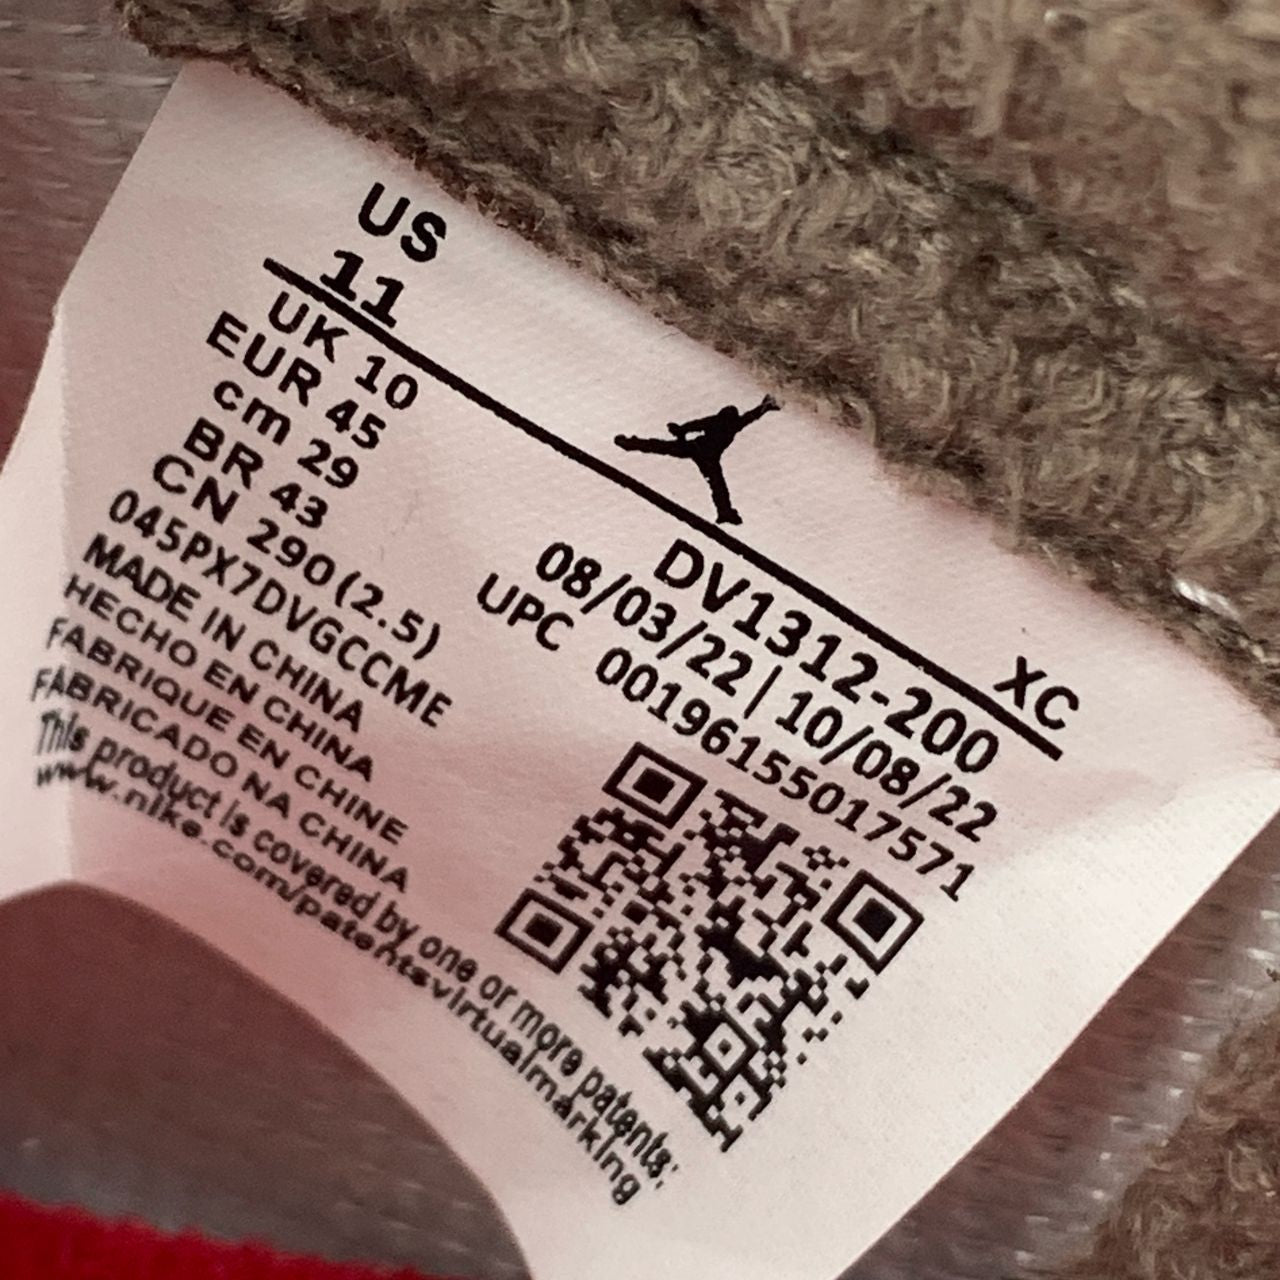 US
11
XC
UK 10
EUR 45
cm 29
BR 43
CN 290(2.5)
045PX7DVGCCME
MADE IN CHINA
HECHO EN CHINA
FABRIQUE EN CHINE
FABRICADO NA CHINA
This product is covered by one or more patents:
www.nike.com/patentsvirtualmarking
DV1312-200
08/03/22 | 10/08/22
UPC 00196155017571